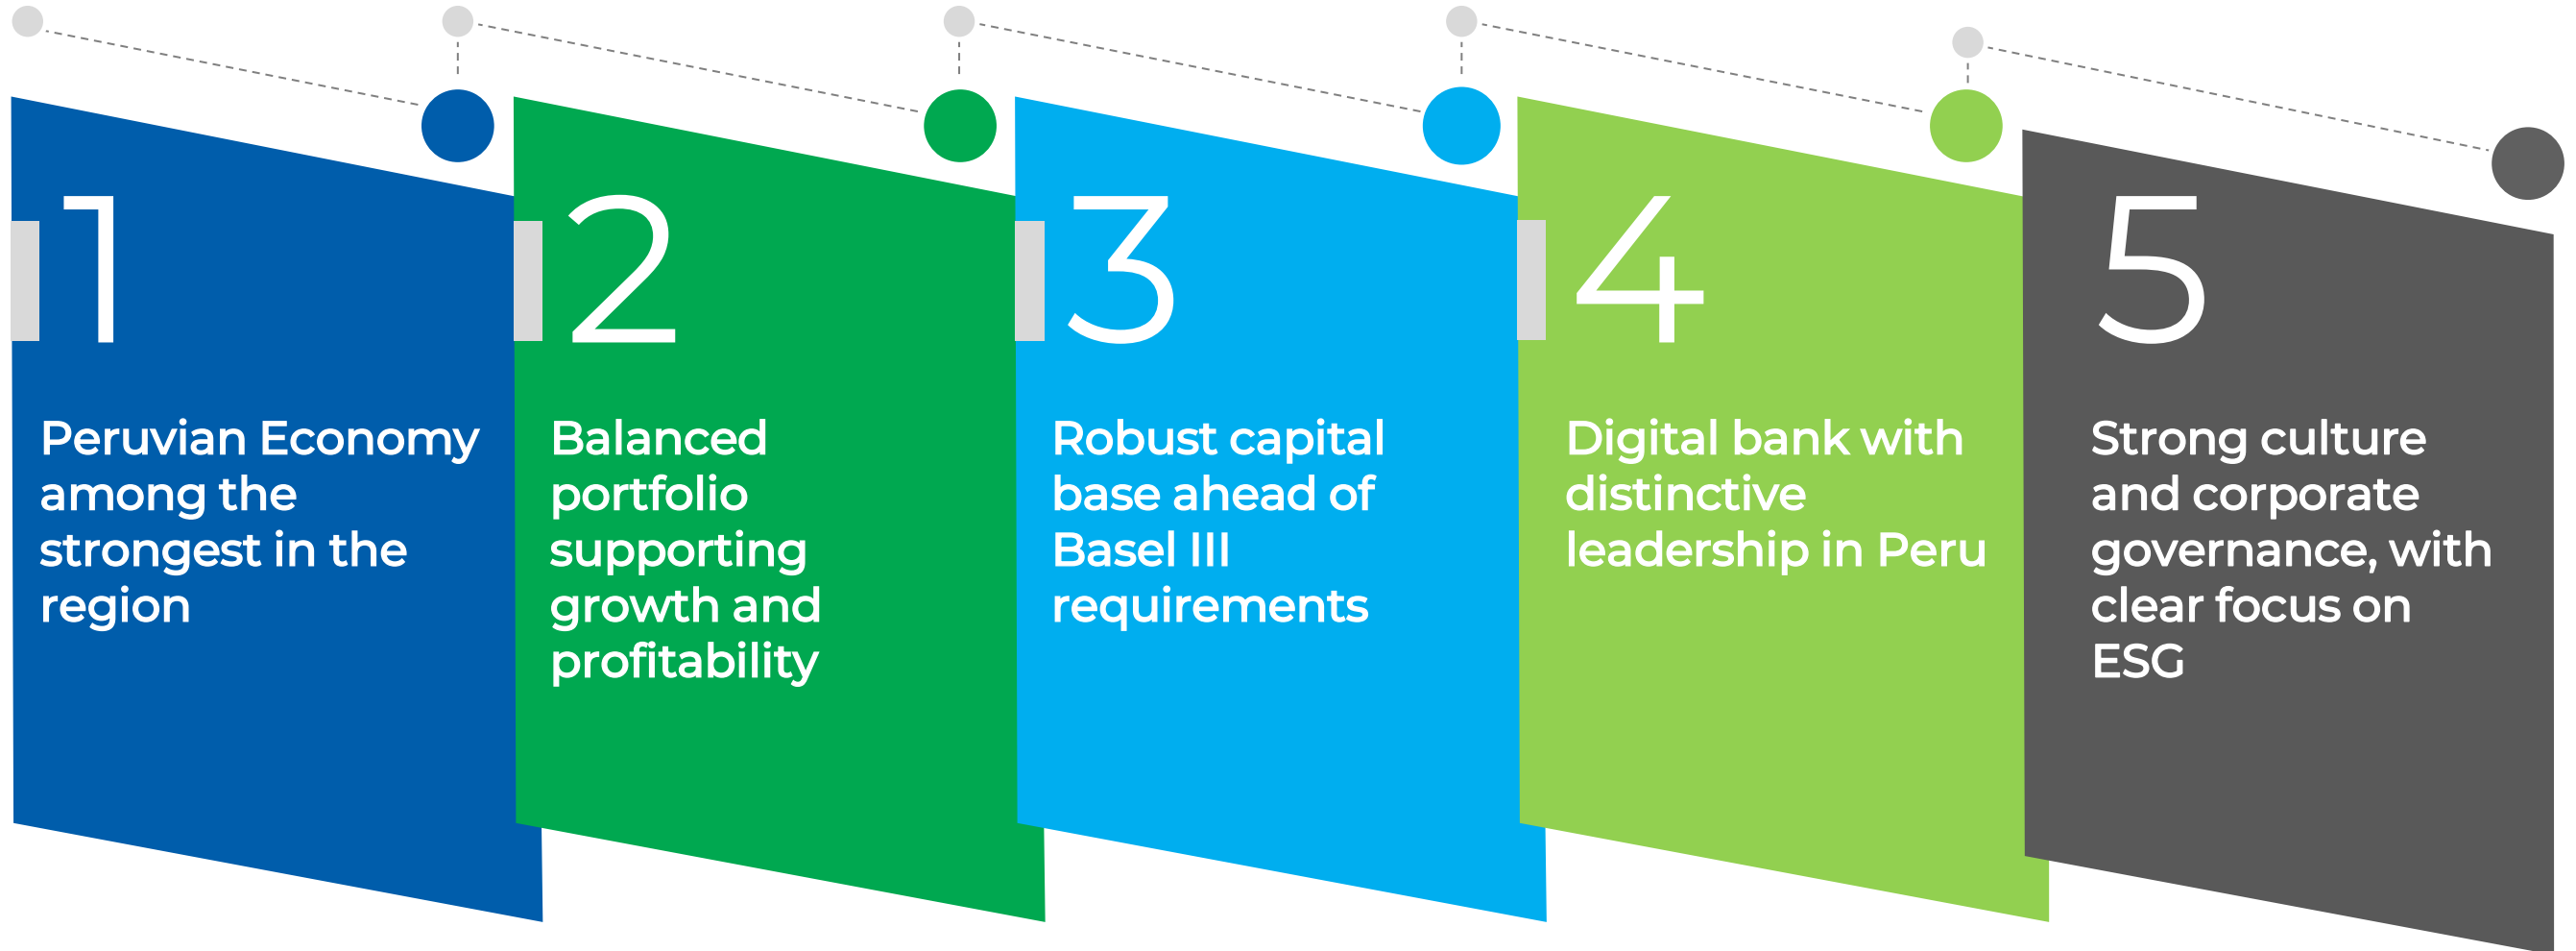 1
Peruvian Economy
among the
strongest in the
region
2
Balanced
portfolio
supporting
growth and
profitability
3
Robust capital
base ahead of
Basel III
requirements
4
Digital bank with
distinctive
leadership in Peru
5
Strong culture
and corporate
governance, with
clear focus on
ESG